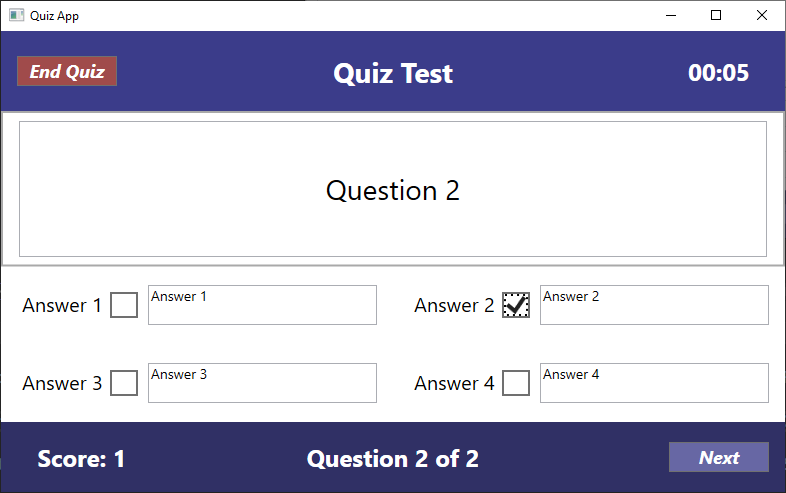 Quiz App
End Quiz
Quiz Test
00:05
Question 2
Answer 1
Answer 1
Answer 2
Answer 2
Answer 3
Answer 3
Answer 4
Answer 4
Score: 1
Question 2 of 2
Next